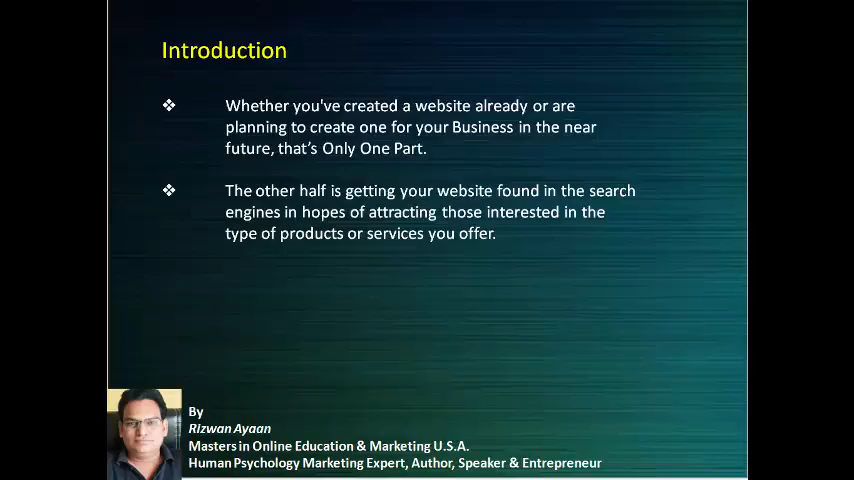 Introduction
❖ Whether you've created a website already or are
planning to create one for your Business in the near
future, that's Only One Part.
❖ The other half is getting your website found in the search
engines in hopes of attracting those interested in the
type of products or services you offer.
By
Rizwan Ayaan
Masters in Online Education & Marketing U.S.A.
Human Psychology Marketing Expert, Author, Speaker & Entrepreneur